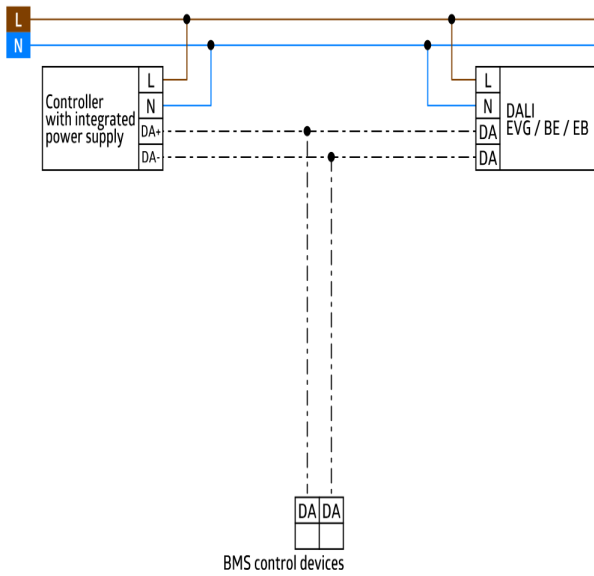 L
N
Controller
with integrated
power supply
L
N
DA+
DA-
L
N
DA
DA
DALI
EVG / BE / EB
DA DA
BMS control devices